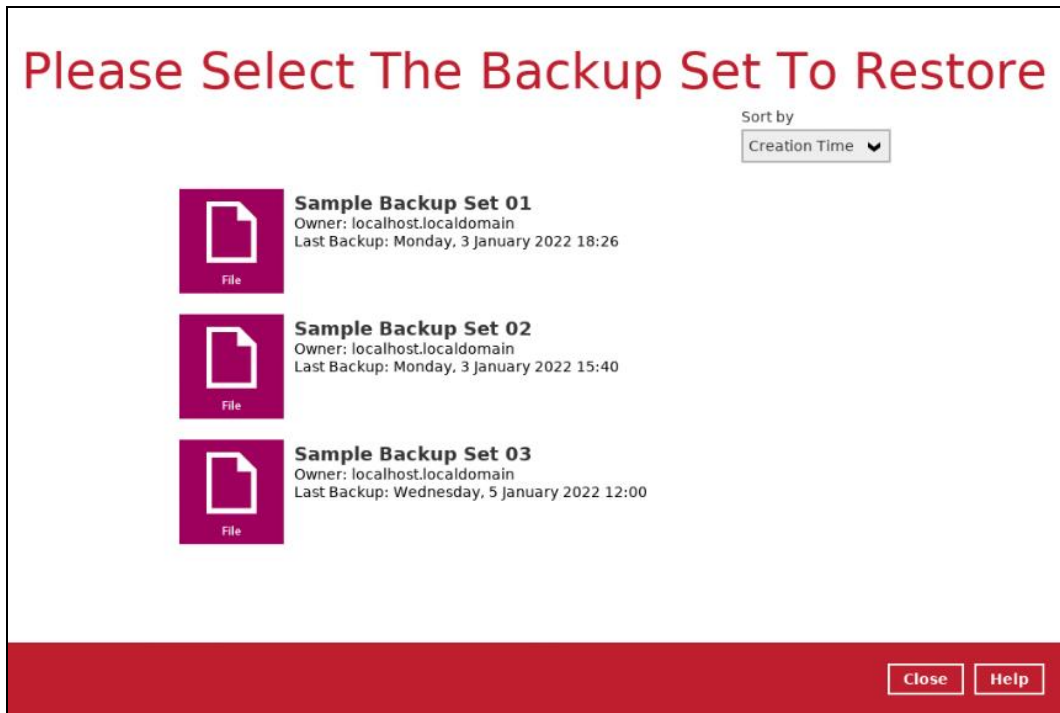 Please Select The Backup Set To Restore
Sort by
Creation Time
Sample Backup Set 01
Owner: localhost.localdomain
Last Backup: Monday, 3 January 2022 18:26
File
Sample Backup Set 02
Owner: localhost.localdomain
Last Backup: Monday, 3 January 2022 15:40
File
Sample Backup Set 03
Owner: localhost.localdomain
Last Backup: Wednesday, 5 January 2022 12:00
File
Close Help